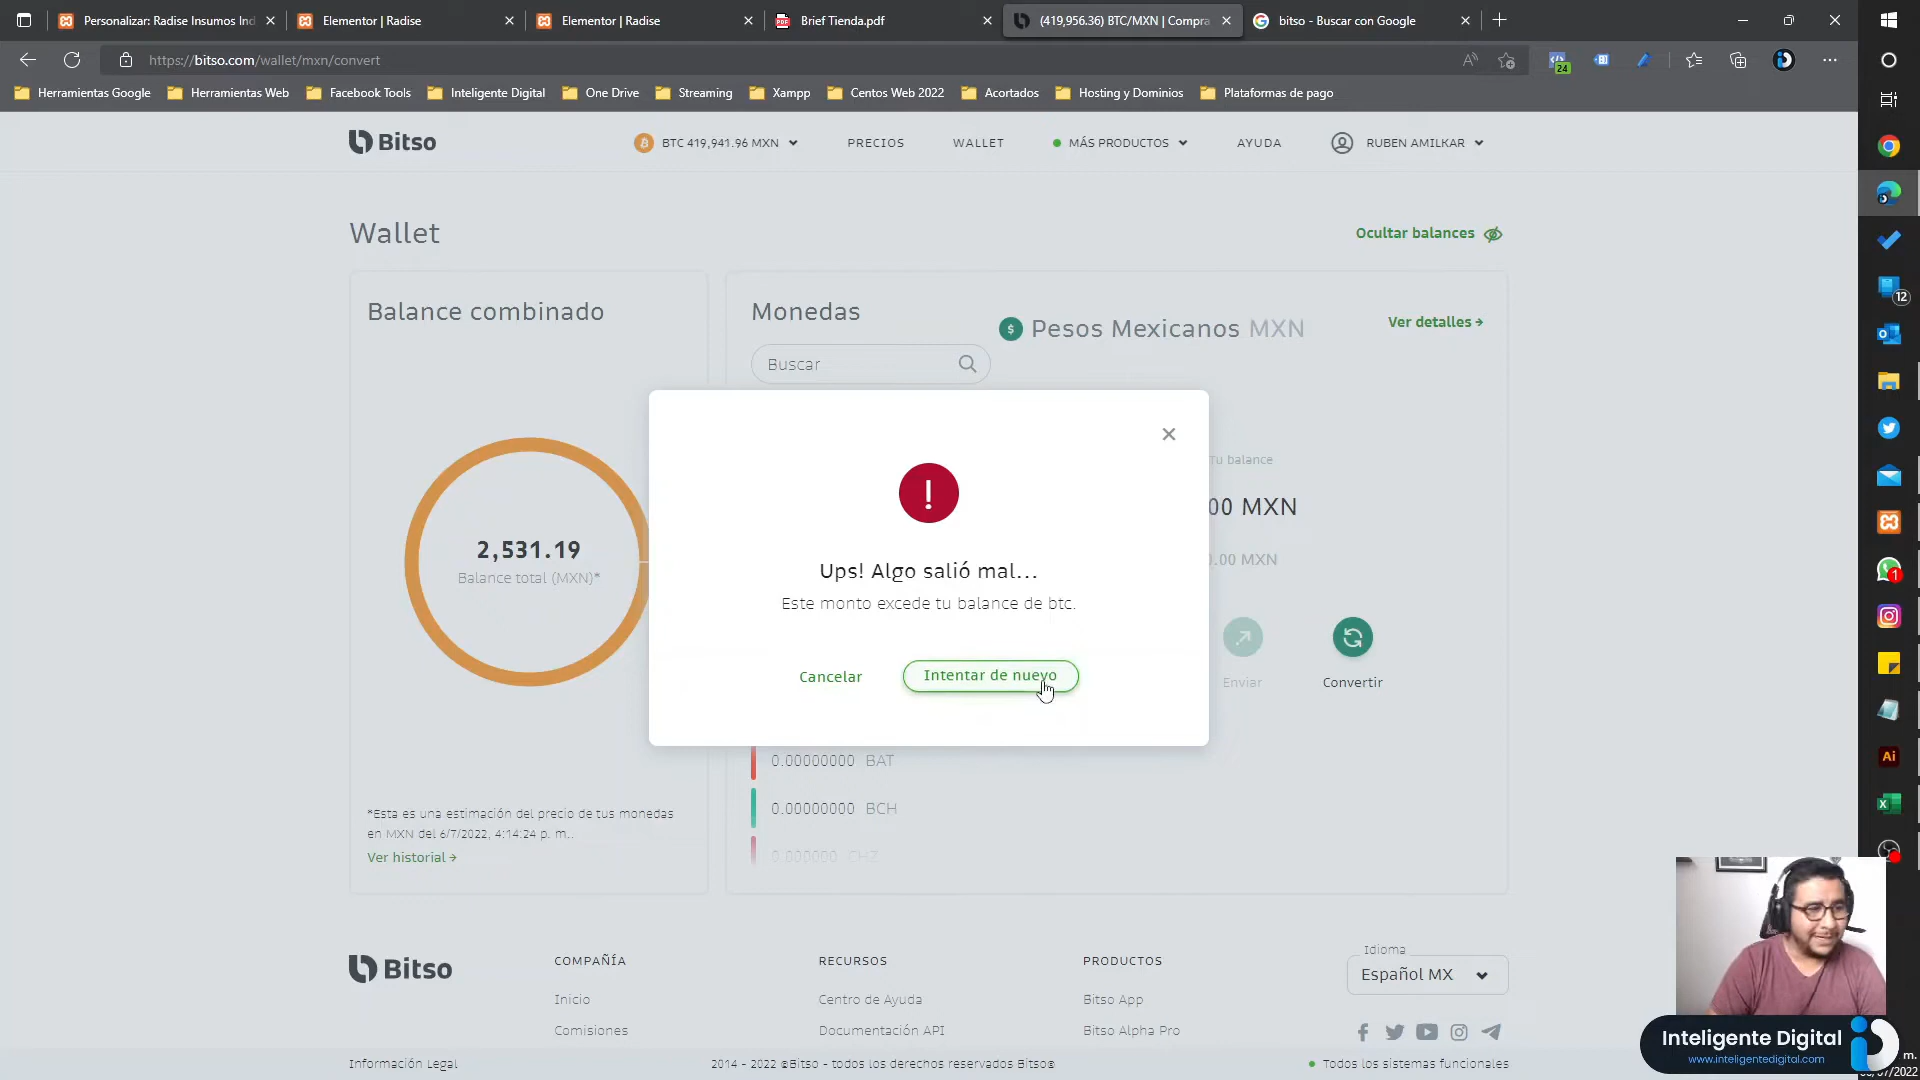 Personalizar: Radise Insumos Ind
Elementor | Radise
Elementor | Radise
Brief Tienda.pdf
(419,956.36) BTC/MXN | Compra
bitso - Buscar con Google
https://bitso.com/wallet/mxn/convert
24
Herramientas Google
Herramientas Web
Facebook Tools
Inteligente Digital
One Drive
Streaming
Xampp
Centos Web 2022
Acortados
Hosting y Dominios
Plataformas de pago
Bitso
BTC 419,941.96 MXN
PRECIOS
WALLET
MÁS PRODUCTOS
AYUDA
RUBEN AMILKAR
Wallet
Ocultar balances
Balance combinado
Monedas
Pesos Mexicanos MXN
Ver detalles
Buscar
Tu balance
00 MXN
0.00 MXN
2,531.19
Balance total (MXN)*
Ups! Algo salió mal...
Este monto excede tu balance de btc.
Cancelar
Intentar de nuevo
Enviar
Convertir
0.00000000 BAT
0.00000000 BCH
0.000000 CHZ
*Esta es una estimación del precio de tus monedas
en MXN del 6/7/2022, 4:14:24 p. m..
Ver historial
Bitso
COMPAÑÍA
Inicio
Comisiones
RECURSOS
Centro de Ayuda
Documentación API
PRODUCTOS
Bitso App
Bitso Alpha Pro
Idioma
Español MX
Información Legal
2014 - 2022 ®Bitso - todos los derechos reservados Bitso®
Todos los sistemas funcionales
12
1
Ai
Inteligente Digital
www.inteligentedigital.com
m.